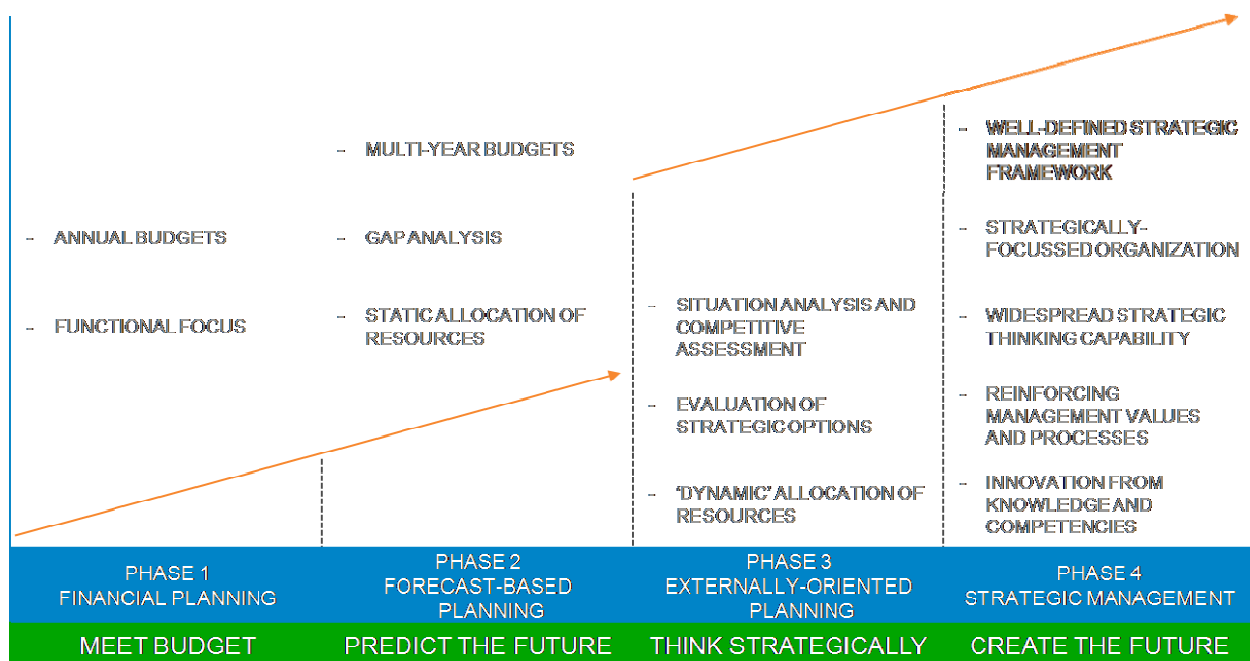 - ANNUAL BUDGETS
- FUNCTIONAL FOCUS
- MULTI-YEAR BUDGETS
- GAP ANALYSIS
- STATIC ALLOCATION OF
RESOURCES
- SITUATION ANALYSIS AND
COMPETITIVE
ASSESSMENT
- EVALUATION OF
STRATEGIC OPTIONS
- 'DYNAMIC' ALLOCATION OF
RESOURCES
- WELL-DEFINED STRATEGIC
MANAGEMENT
FRAMEWORK
- STRATEGICALLY-
FOCUSSED ORGANIZATION
- WIDESPREAD STRATEGIC
THINKING CAPABILITY
- REINFORCING
MANAGEMENT VALUES
AND PROCESSES
- INNOVATION FROM
KNOWLEDGE AND
COMPETENCIES
PHASE 1
FINANCIAL PLANNING
PHASE 2
FORECAST-BASED
PLANNING
PHASE 3
EXTERNALLY-ORIENTED
PLANNING
PHASE 4
STRATEGIC MANAGEMENT
MEET BUDGET
PREDICT THE FUTURE
THINK STRATEGICALLY
CREATE THE FUTURE